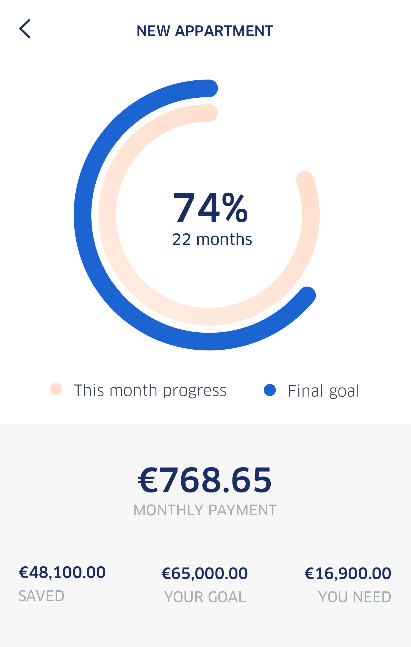 NEW APPARTMENT
74%
22 months
This month progress
Final goal
€768.65
MONTHLY PAYMENT
€48,100.00
€65,000.00
€16,900.00
SAVED
YOUR GOAL
YOU NEED